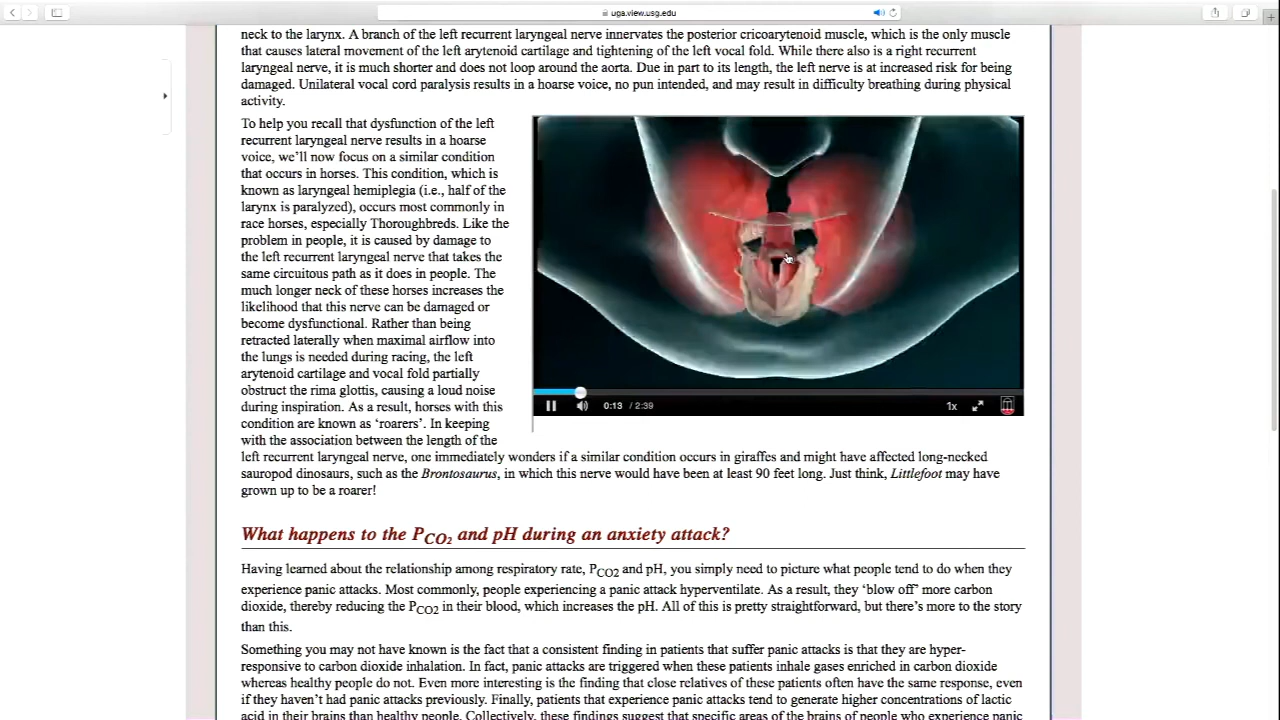 uga.view.usg.edu
neck to the larynx. A branch of the left recurrent laryngeal nerve innervates the posterior cricoarytenoid muscle, which is the only muscle
that causes lateral movement of the left arytenoid cartilage and tightening of the left vocal fold. While there also is a right recurrent
laryngeal nerve, it is much shorter and does not loop around the aorta. Due in part to its length, the left nerve is at increased risk for being
damaged. Unilateral vocal cord paralysis results in a hoarse voice, no pun intended, and may result in difficulty breathing during physical
activity.
To help you recall that dysfunction of the left
recurrent laryngeal nerve results in a hoarse
voice, we'll now focus on a similar condition
that occurs in horses. This condition, which is
known as laryngeal hemiplegia (i.e., half of the
larynx is paralyzed), occurs most commonly in
race horses, especially Thoroughbreds. Like the
problem in people, it is caused by damage to
the left recurrent laryngeal nerve that takes the
same circuitous path as it does in people. The
much longer neck of these horses increases the
likelihood that this nerve can be damaged or
become dysfunctional. Rather than being
retracted laterally when maximal airflow into
the lungs is needed during racing, the left
arytenoid cartilage and vocal fold partially
obstruct the rima glottis, causing a loud noise
during inspiration. As a result, horses with this
condition are known as 'roarers'. In keeping
with the association between the length of the
left recurrent laryngeal nerve, one immediately wonders if a similar condition occurs in giraffes and might have affected long-necked
sauropod dinosaurs, such as the Brontosaurus, in which this nerve would have been at least 90 feet long. Just think, Littlefoot may have
grown up to be a roarer!
0:13 / 2:39
1x
What happens to the PCO2 and pH during an anxiety attack?
Having learned about the relationship among respiratory rate, PCO2 and pH, you simply need to picture what people tend to do when they
experience panic attacks. Most commonly, people experiencing a panic attack hyperventilate. As a result, they 'blow off' more carbon
dioxide, thereby reducing the PCO2 in their blood, which increases the pH. All of this is pretty straightforward, but there's more to the story
than this.
Something you may not have known is the fact that a consistent finding in patients that suffer panic attacks is that they are hyper-
responsive to carbon dioxide inhalation. In fact, panic attacks are triggered when these patients inhale gases enriched in carbon dioxide
whereas healthy people do not. Even more interesting is the finding that close relatives of these patients often have the same response, even
if they haven't had panic attacks previously. Finally, patients that experience panic attacks tend to generate higher concentrations of lactic
acid in their brains than healthy people. Collectively, these findings suggest that specific areas of the brains of people who experience panic